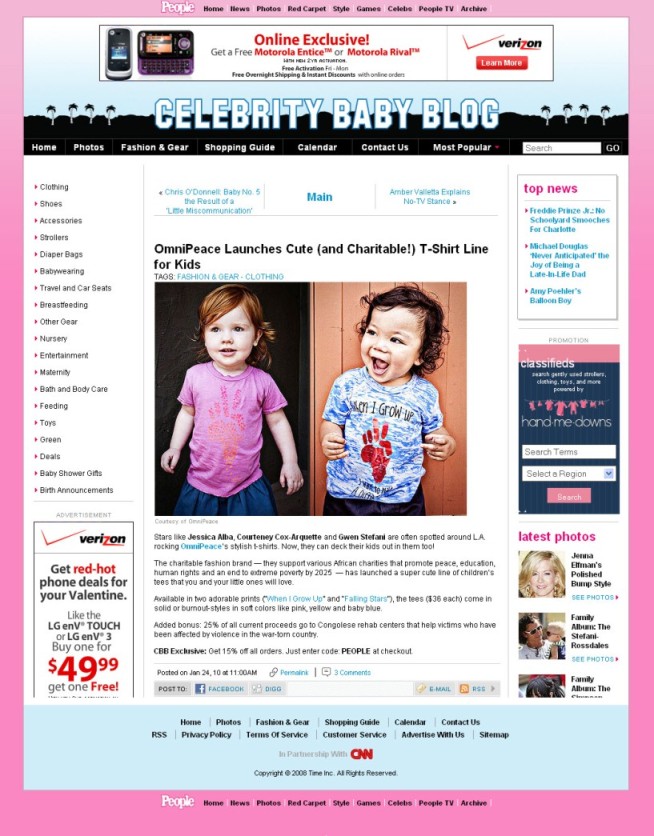 People Home News Photos Red Carpet Style Games Celebs People TV Archive
Online Exclusive!
Get a Free Motorola Entice™ or Motorola Rival™
With new 2 yr. activation.
Free Activation Fri - Mon
Free Overnight Shipping & Instant Discounts with online orders
verizon
Learn More
CELEBRITY BABY BLOG
Home Photos Fashion & Gear Shopping Guide Calendar Contact Us Most Popular Search GO
Clothing
Shoes
Accessories
Strollers
Diaper Bags
Babywearing
Travel and Car Seats
Breastfeeding
Other Gear
Nursery
Entertainment
Maternity
Bath and Body Care
Feeding
Toys
Green
Deals
Baby Shower Gifts
Birth Announcements
ADVERTISEMENT
verizon
Get red-hot
phone deals for
your Valentine.
Like the
LG enV® TOUCH
or LG enV® 3
Buy one for
$49.99
get one Free!
« Chris O'Donnell: Baby No. 5
the Result of a
'Little Miscommunication'
Main
Amber Valletta Explains
No-TV Stance »
OmniPeace Launches Cute (and Charitable!) T-Shirt Line
for Kids
TAGS: FASHION & GEAR - CLOTHING
When I Grow up
Courtesy of OmniPeace
Stars like Jessica Alba, Courteney Cox-Arquette and Gwen Stefani are often spotted around L.A.
rocking OmniPeace's stylish t-shirts. Now, they can deck their kids out in them too!
The charitable fashion brand — they support various African charities that promote peace, education,
human rights and an end to extreme poverty by 2025 — has launched a super cute line of children's
tees that you and your little ones will love.
Available in two adorable prints ("When I Grow Up" and "Falling Stars"), the tees ($36 each) come in
solid or burnout-styles in soft colors like pink, yellow and baby blue.
Added bonus: 25% of all current proceeds go to Congolese rehab centers that help victims who have
been affected by violence in the war-torn country.
CBB Exclusive: Get 15% off all orders. Just enter code: PEOPLE at checkout.
Posted on Jan 24, 10 at 11:00AM Permalink 3 Comments
POST TO: FACEBOOK DIGG E-MAIL RSS
top news
Freddie Prinze Jr.: No
Schoolyard Smooches
For Charlotte
Michael Douglas
'Never Anticipated' the
Joy of Being a
Late-In-Life Dad
Amy Poehler's
Balloon Boy
PROMOTION
classifieds
search gently used strollers,
clothing, toys, and more
powered by
hand-me-downs
Search Terms
Select a Region
Search
latest photos
Jenna
Elfman's
Polished
Bump Style
SEE PHOTOS
Family
Album: The
Stefani-
Rossdales
SEE PHOTOS
Family
Album: The
Home Photos Fashion & Gear Shopping Guide Calendar Contact Us
RSS Privacy Policy Terms Of Service Customer Service Advertise With Us Sitemap
In Partnership With CNN
Copyright © 2008 Time Inc. All Rights Reserved.
People Home News Photos Red Carpet Style Games Celebs People TV Archive